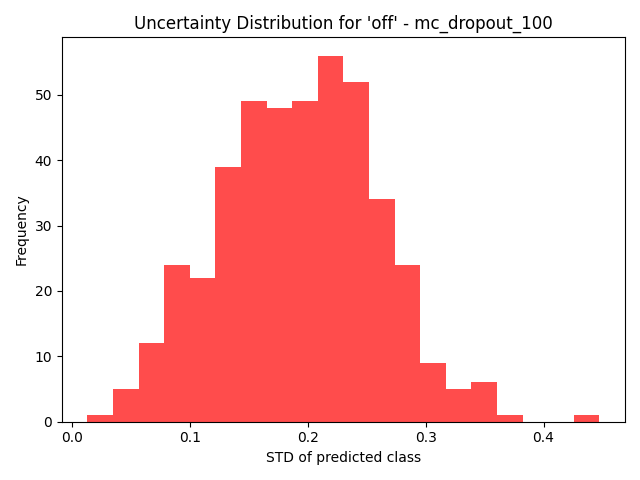 Uncertainty Distribution for 'off' - mc_dropout_100
50
40
30
20
10
0
Frequency
0.0 0.1 0.2 0.3 0.4
STD of predicted class